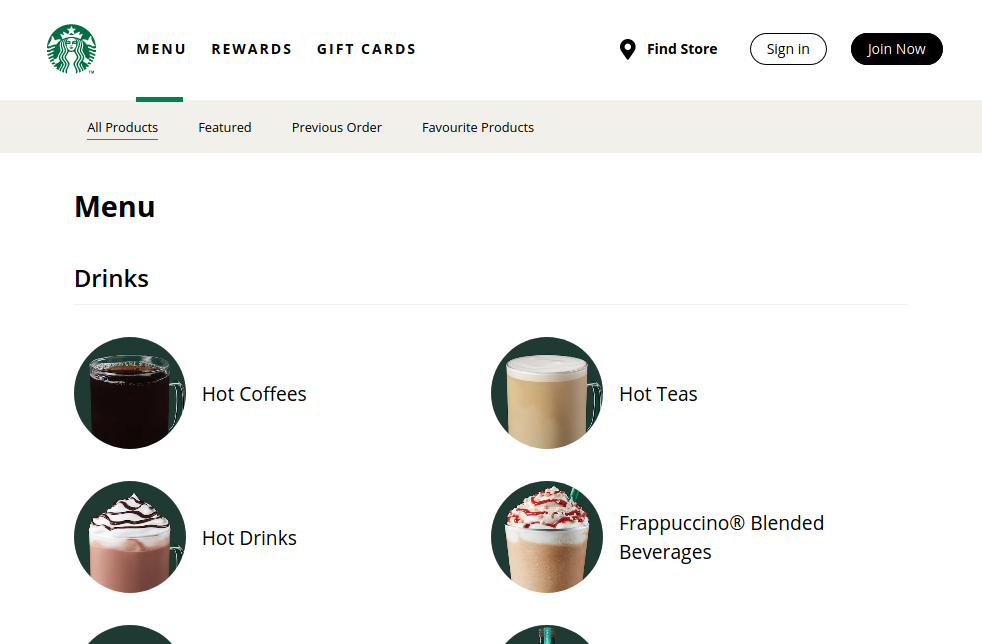 MENU REWARDS GIFT CARDS Find Store Sign in Join Now
All Products Featured Previous Order Favourite Products
Menu
Drinks
Hot Coffees Hot Teas
Hot Drinks Frappuccino® Blended
Beverages